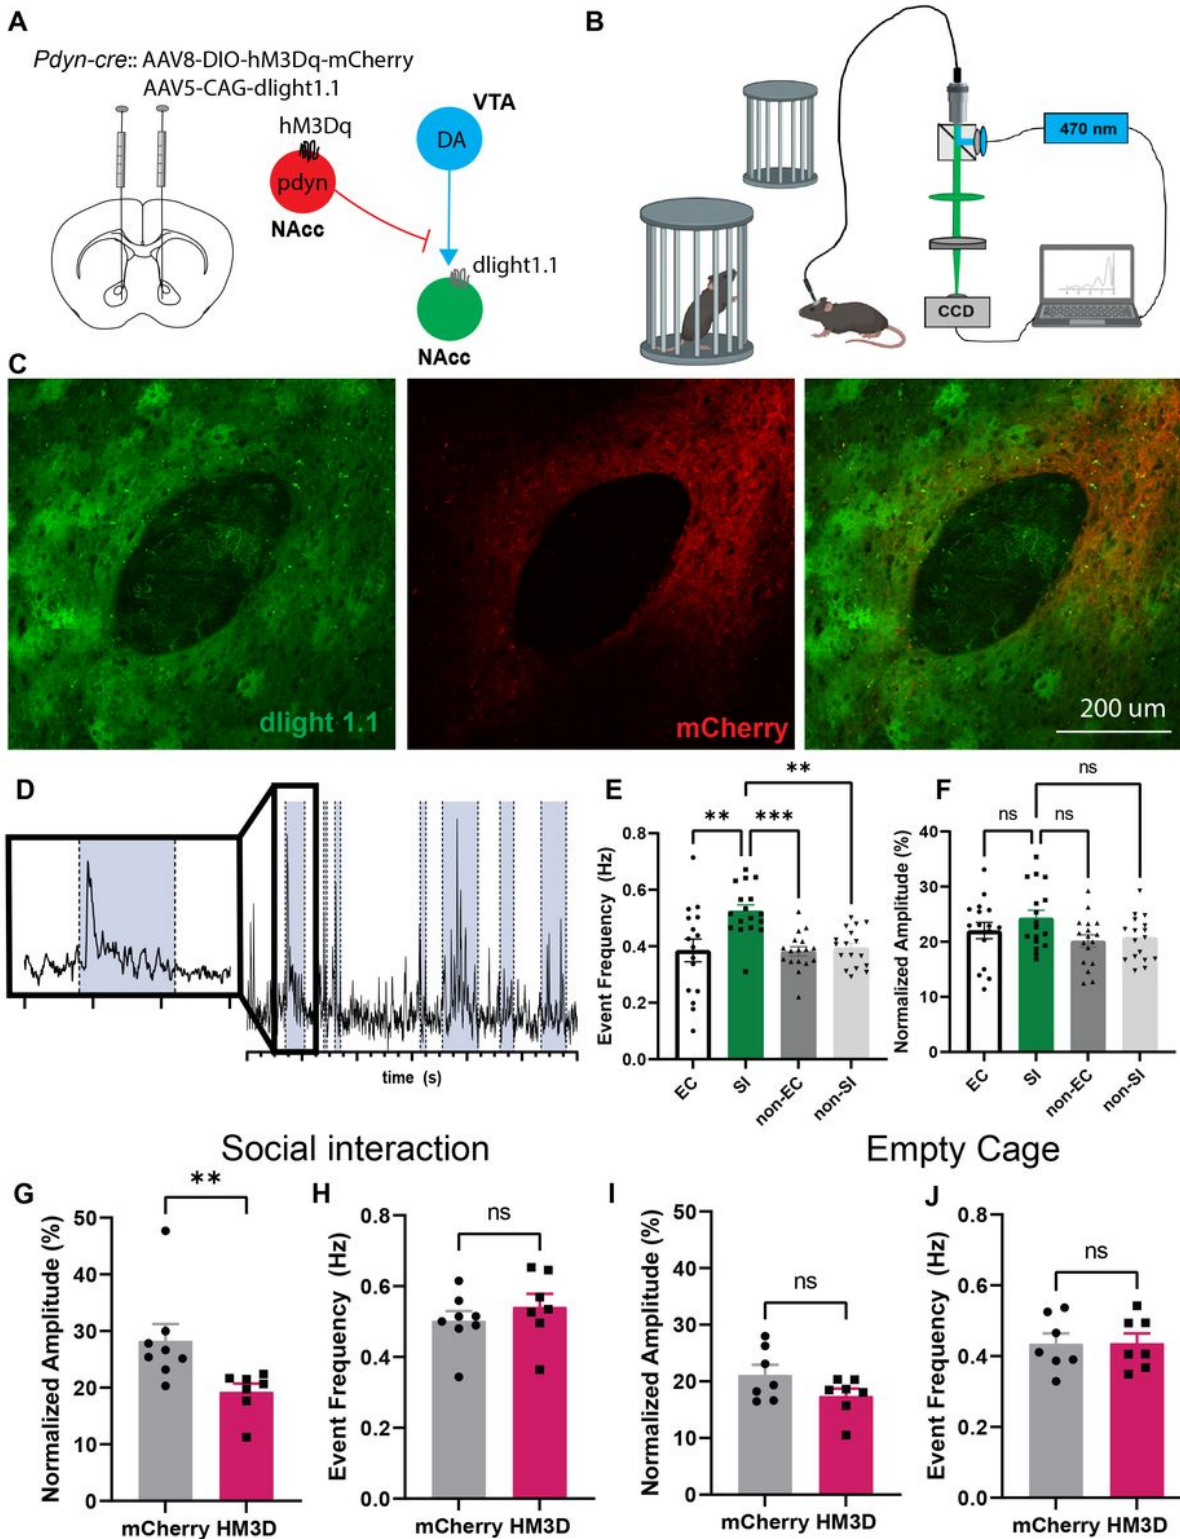 A
Pdyn-cre:: AAV8-DIO-hM3Dq-mCherry
AAV5-CAG-dlight1.1
hM3Dq
pdyn
NAcc
VTA
DA
dlight1.1
NAcc
B
470 nm
CCD
C
dlight 1.1
mCherry
200 um
D
time (s)
E
Event Frequency (Hz)
0.8
0.6
0.4
0.2
0.0
**
**
***
EC
SI
non-EC
non-SI
F
Normalized Amplitude (%)
40
30
20
10
0
ns
ns
ns
EC
SI
non-EC
non-SI
Social interaction
Empty Cage
G
Normalized Amplitude (%)
50
40
30
20
10
0
**
mCherry HM3D
H
Event Frequency (Hz)
0.8
0.6
0.4
0.2
0.0
ns
mCherry HM3D
I
Normalized Amplitude (%)
50
40
30
20
10
0
ns
mCherry HM3D
J
Event Frequency (Hz)
0.8
0.6
0.4
0.2
0.0
ns
mCherry HM3D